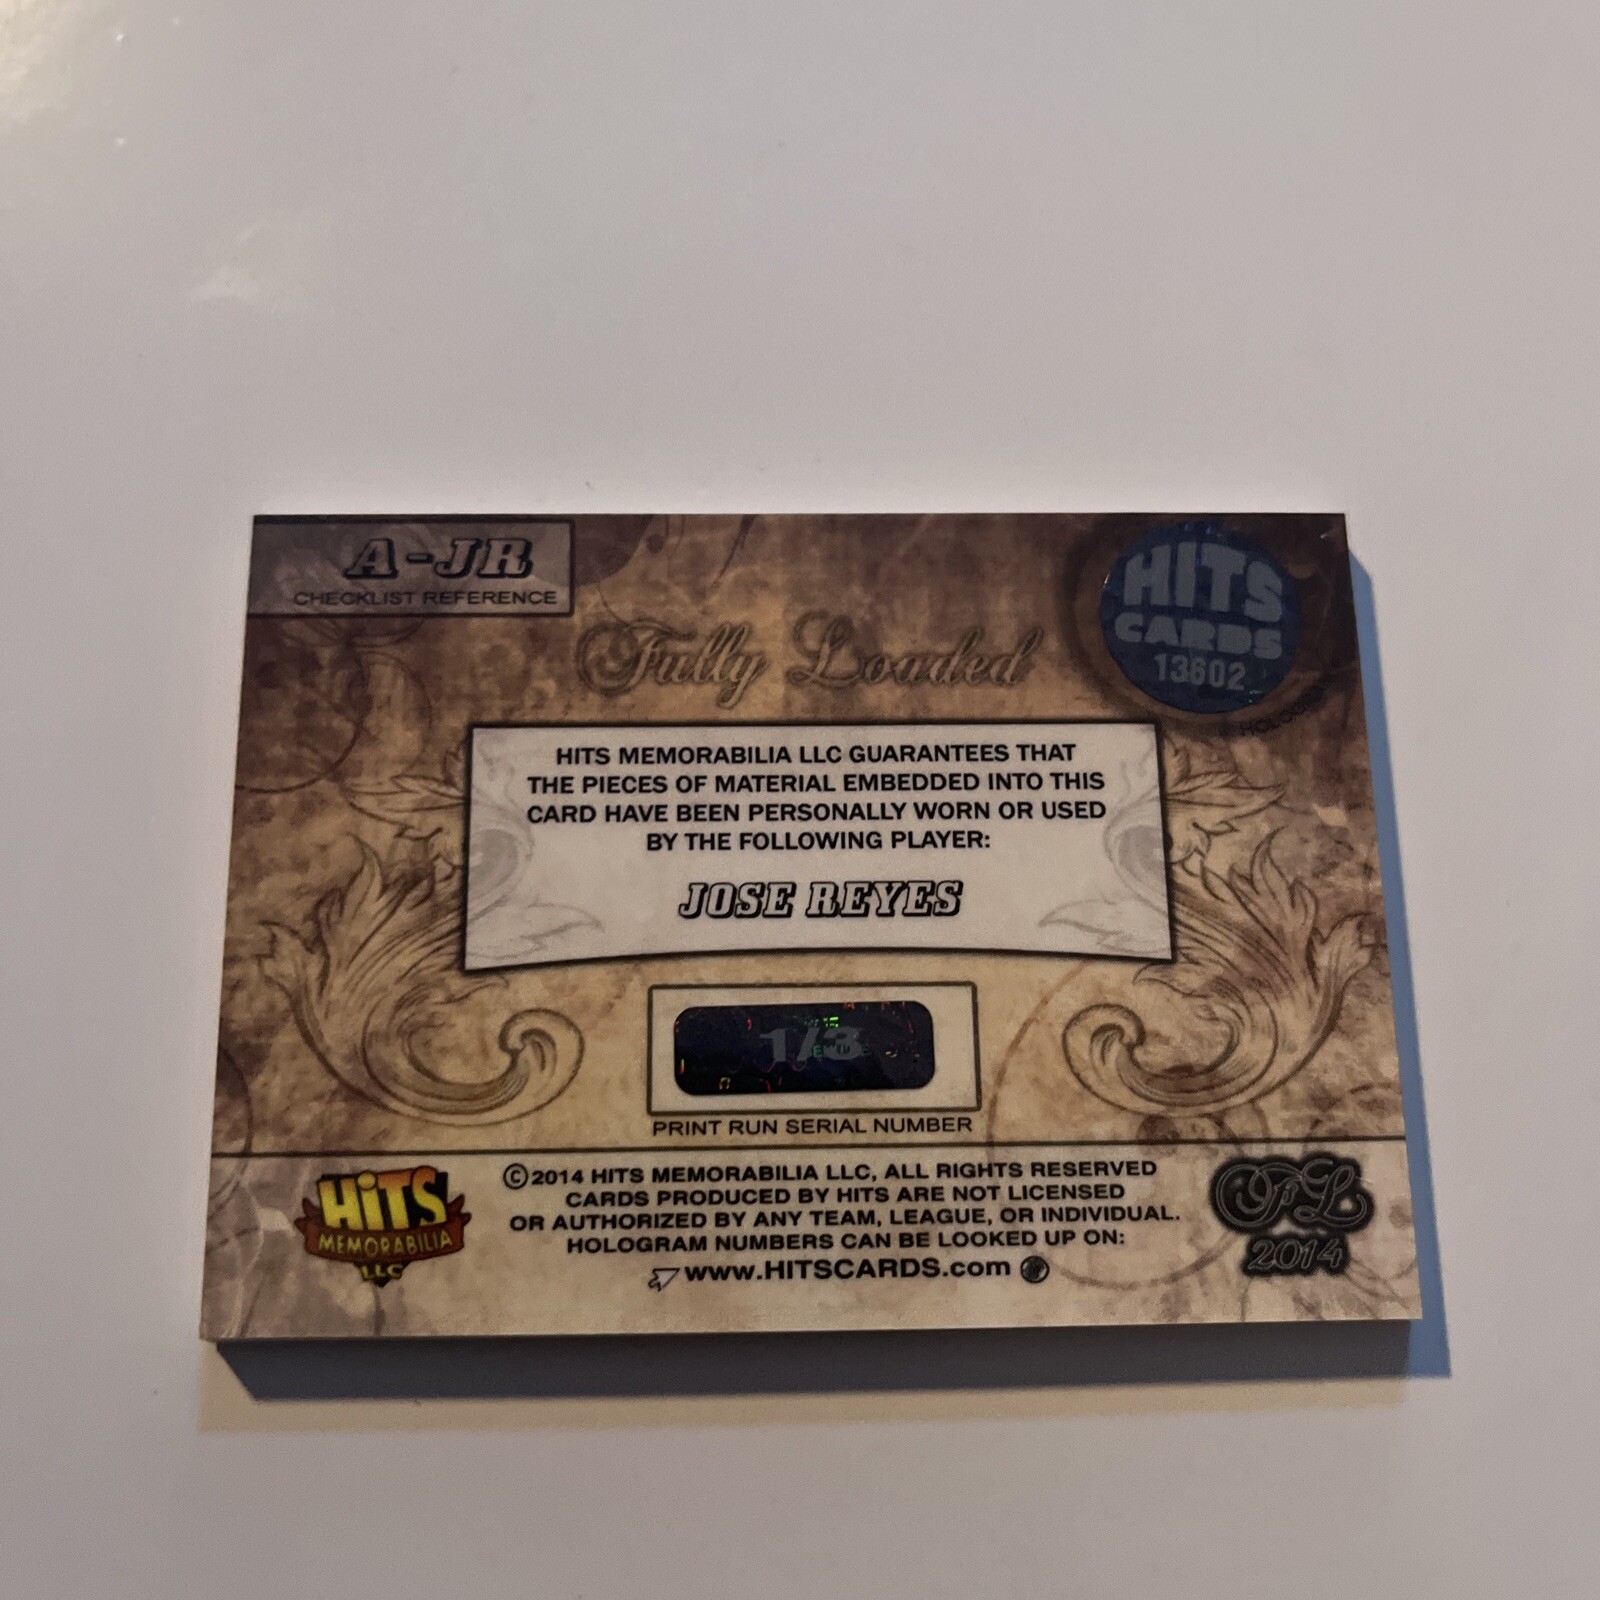 A-JR
CHECKLIST REFERENCE
HITS
CARDS
13602
Fully Loaded
HITS MEMORABILIA LLC GUARANTEES THAT
THE PIECES OF MATERIAL EMBEDDED INTO THIS
CARD HAVE BEEN PERSONALLY WORN OR USED
BY THE FOLLOWING PLAYER:
JOSE REYES
1/3
PRINT RUN SERIAL NUMBER
HiTS
MEMORABILIA
LLC
©2014 HITS MEMORABILIA LLC, ALL RIGHTS RESERVED
CARDS PRODUCED BY HITS ARE NOT LICENSED
OR AUTHORIZED BY ANY TEAM, LEAGUE, OR INDIVIDUAL.
HOLOGRAM NUMBERS CAN BE LOOKED UP ON:
www.HITSCARDS.com
FL
2014